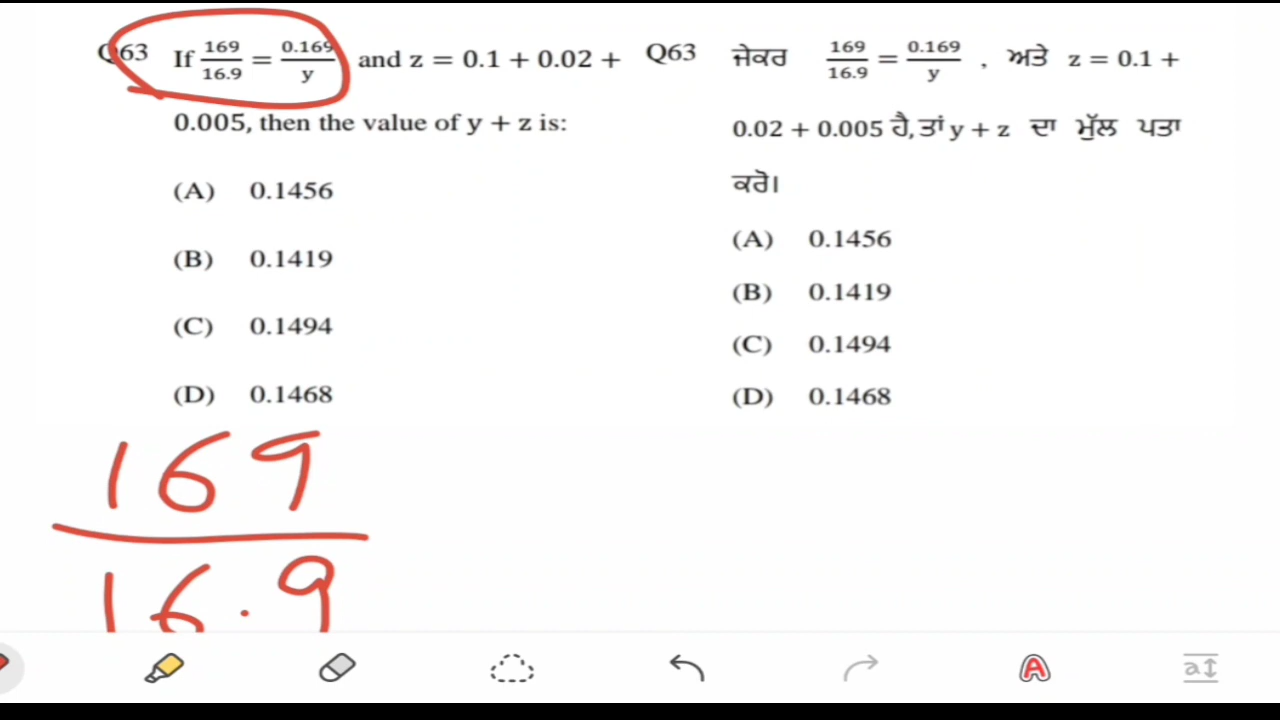 Q63 If 169/16.9 = 0.169/y and z = 0.1 + 0.02 +
0.005, then the value of y + z is:
(A) 0.1456
(B) 0.1419
(C) 0.1494
(D) 0.1468
Q63 ਜੇਕਰ 169/16.9 = 0.169/y , ਅਤੇ z = 0.1 +
0.02 + 0.005 ਹੈ, ਤਾਂ y + z ਦਾ ਮੁੱਲ ਪਤਾ
ਕਰੋ।
(A) 0.1456
(B) 0.1419
(C) 0.1494
(D) 0.1468
169
16.9
A
a